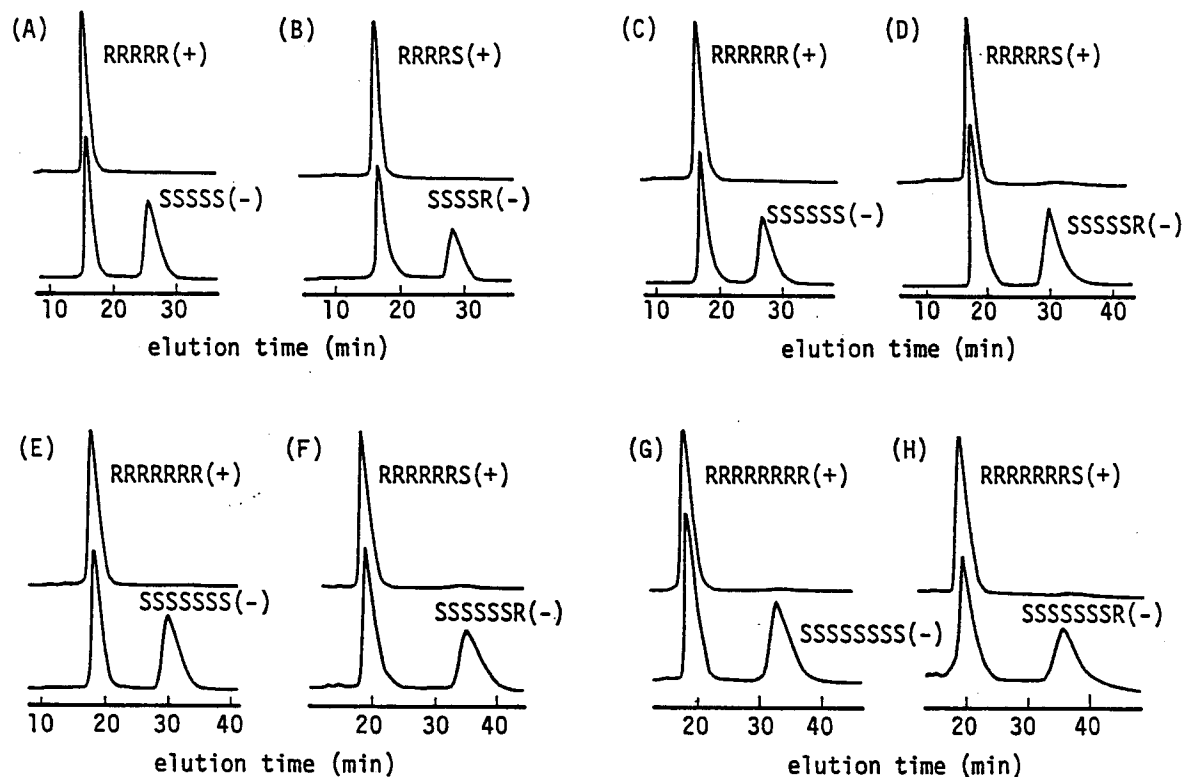 (A) (B) (C) (D)
RRRRR(+) RRRRS(+) RRRRRR(+) RRRRRS(+)
SSSSS(-) SSSSR(-) SSSSSS(-) SSSSSR(-)
10 20 30 10 20 30 10 20 30 10 20 30 40
elution time (min) elution time (min)
(E) (F) (G) (H)
RRRRRRR(+) RRRRRRS(+) RRRRRRRR(+) RRRRRRRS(+)
SSSSSSS(-) SSSSSSR(-) SSSSSSSS(-) SSSSSSSR(-)
10 20 30 40 20 30 40 20 30 40 20 30 40
elution time (min) elution time (min)